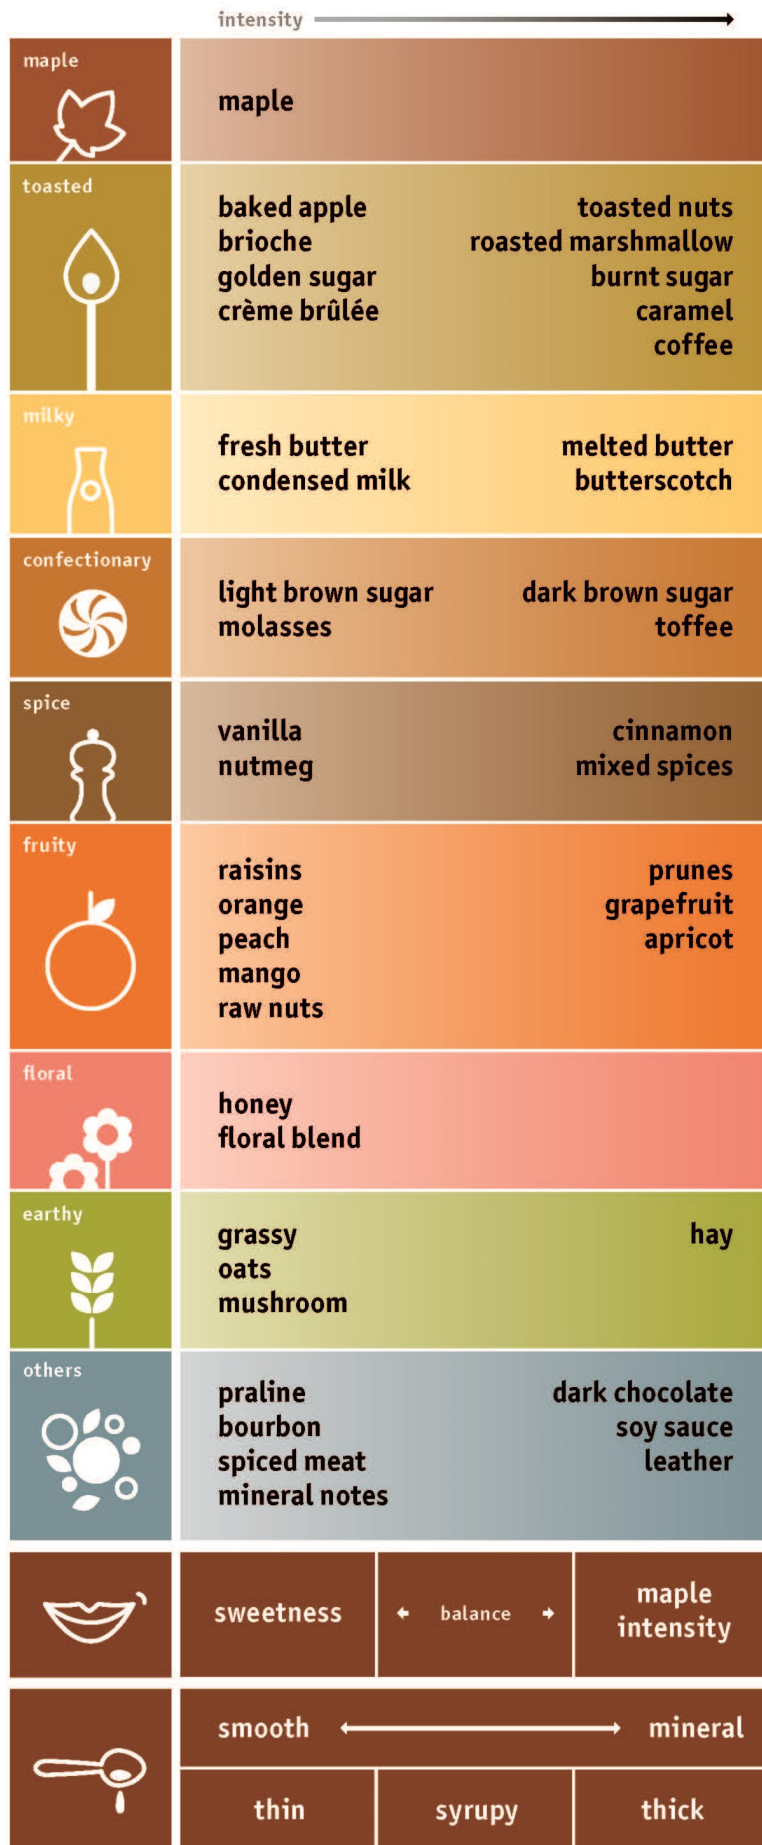 intensity
maple
maple
toasted
baked apple
brioche
golden sugar
crème brûlée
toasted nuts
roasted marshmallow
burnt sugar
caramel
coffee
milky
fresh butter
condensed milk
melted butter
butterscotch
confectionary
light brown sugar
molasses
dark brown sugar
toffee
spice
vanilla
nutmeg
cinnamon
mixed spices
fruity
raisins
orange
peach
mango
raw nuts
prunes
grapefruit
apricot
floral
honey
floral blend
earthy
grassy
oats
mushroom
hay
others
praline
bourbon
spiced meat
mineral notes
dark chocolate
soy sauce
leather
sweetness
balance
maple
intensity
smooth
mineral
thin
syrupy
thick